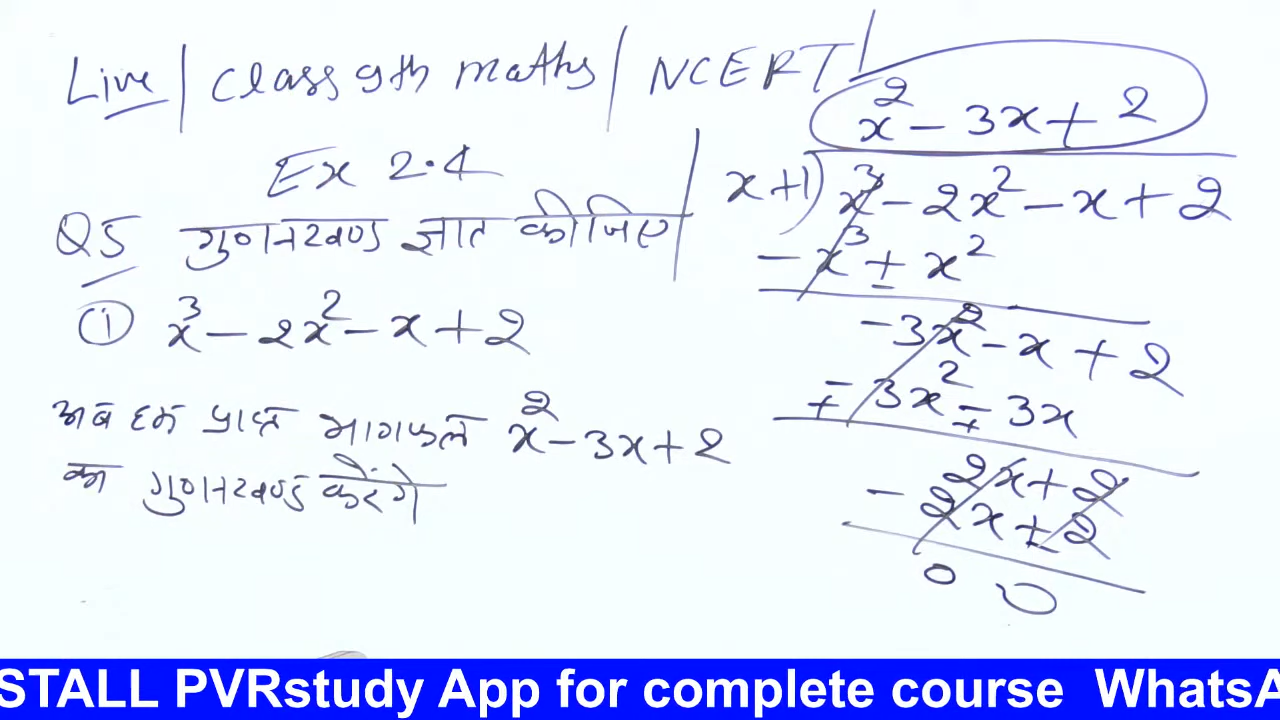 Live | Class 9th maths | NCERT |
Ex 2.4
Q5 गुणनखण्ड ज्ञात कीजिए
① x³ - 2x² - x + 2
अब हम प्राप्त भागफल x² - 3x + 2
का गुणनखण्ड करेंगे
x² - 3x + 2
x+1) x³ - 2x² - x + 2
- x³ ± x²
-3x² - x + 2
∓ 3x² ∓ 3x
2x + 2
- 2x ± 2
0 0
STALL PVRstudy App for complete course WhatsA